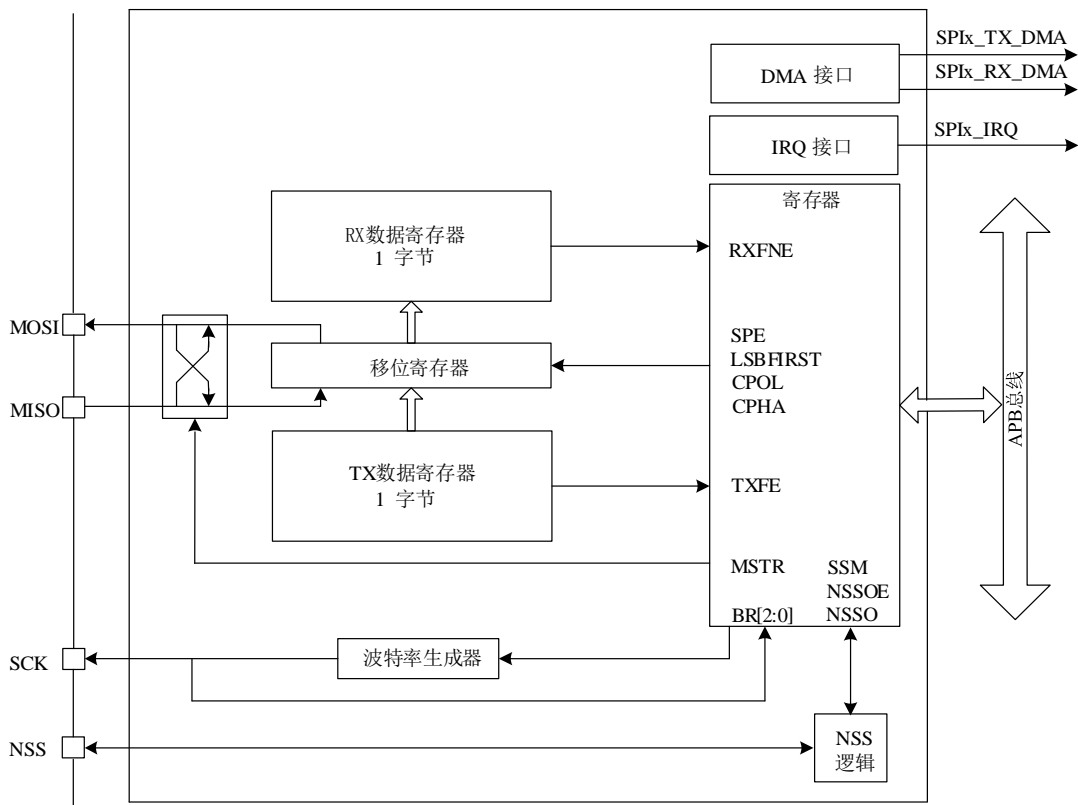 SPIx_TX_DMA
DMA 接口
SPIx_RX_DMA
SPIx_IRQ
IRQ 接口
寄存器
RX数据寄存器
1 字节
RXFNE
MOSI
SPE
移位寄存器
LSBFIRST
CPOL
MISO
CPHA
APB总线
TX数据寄存器
1 字节
TXFE
MSTR
SSM
NSSOE
BR[2:0]
NSSO
SCK
波特率生成器
NSS
NSS
逻辑